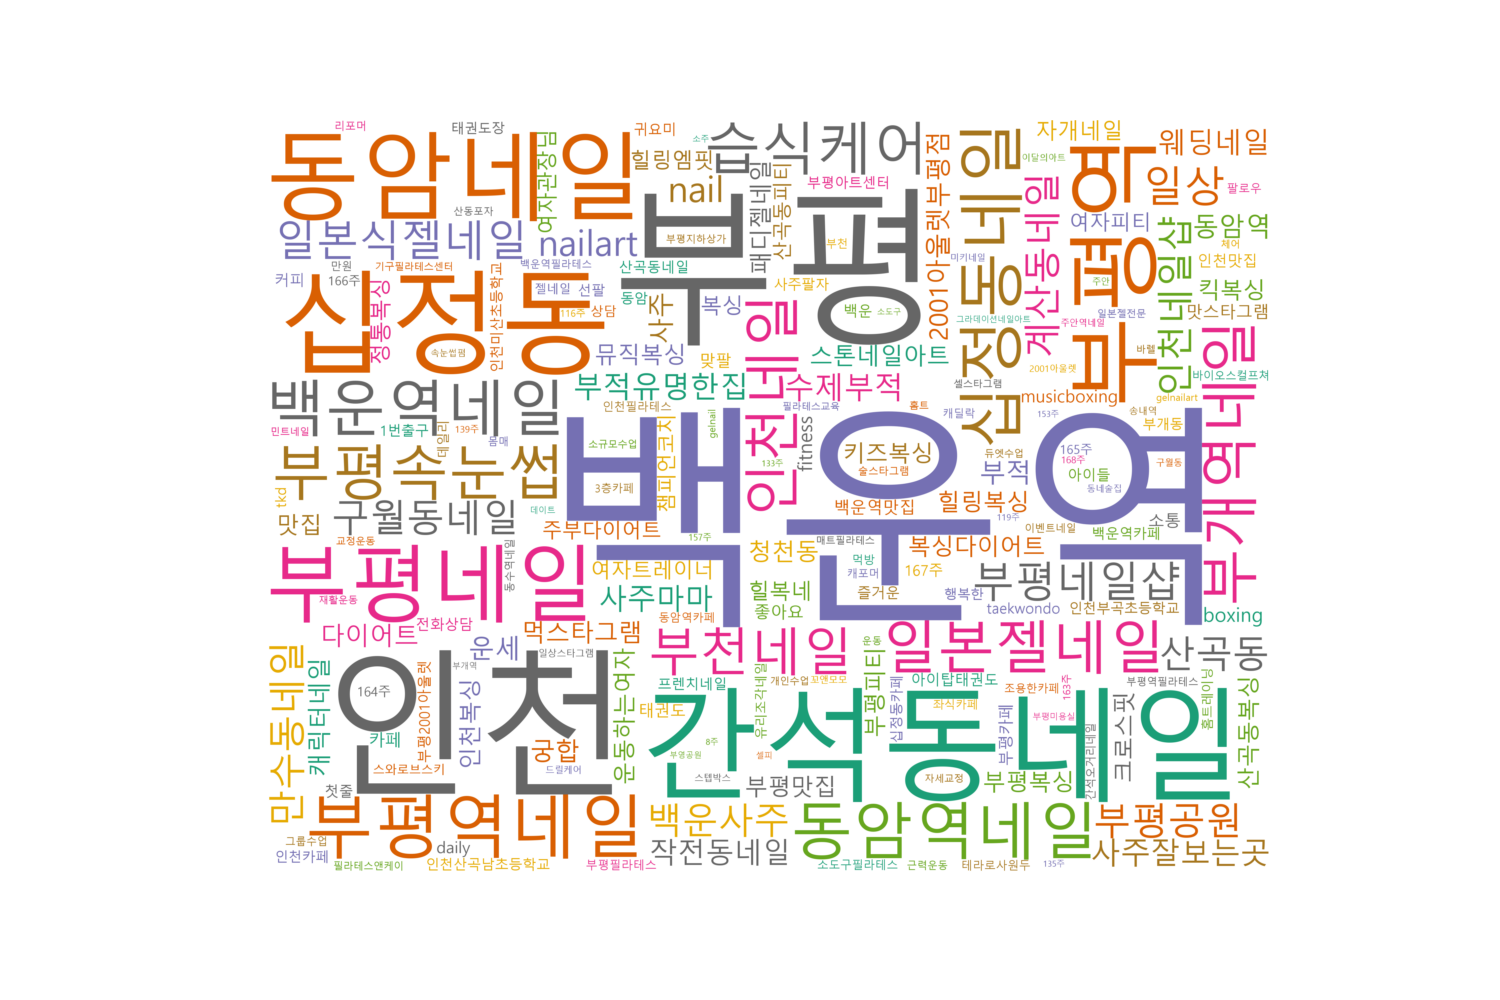 리포머
태권도장
귀요미
소주
습식케어
자개네일
웨딩네일
동암네일
여자관장님
힐링엠핏
이달의아트
일상
팔로우
nail
패디젤네일
산곡동피티
부평아트센터
2001아울렛부평점
십정동네일
계산동네일
부평역
여자피티
동암역
산동포차
일본식젤네일
nailart
부평지하상가
부평
부천
미키네일
인천네일샵
체어
인천맛집
만원
166주
커피
기구필라테스센터
백운역필라테스
산곡동네일
사주팔자
젤네일
선팔
동암
사주
복싱
백운
소도구
주안
킥복싱
맛스타그램
십정동
정통복싱
인천미산초등학교
116주
상담
일본젤전문
그라데이션네일아트
주안역네일
속눈썹펌
뮤직복싱
맞팔
인천네일
스톤네일아트
2001아울렛
바렐
바이오스컬프쳐
백운역네일
부적유명한집
수제부적
셀스타그램
musicboxing
gelnailart
부개역네일
인천필라테스
필라테스교육
홈트
캐딜락
153주
송내역
민트네일
1번출구
139주
데일리
몸매
소규모수업
챔피언코치
gelnail
fitness
키즈복싱
듀엣수업
165주
부개동
부평속눈썹
3층카페
백운역
133주
술스타그램
부적
168주
아이들
구월동
tkd
맛집
구월동네일
데이트
백운역맛집
힐링복싱
119주
동네술집
소통
교정운동
주부다이어트
157주
청천동
매트필라테스
복싱다이어트
이벤트네일
백운역카페
부평네일
동수역네일
여자트레이너
먹방
캐포머
167주
부평네일샵
재활운동
사주마마
힐복네
좋아요
즐거운
행복한
taekwondo
인천부곡초등학교
boxing
다이어트
전화상담
먹스타그램
동암역카페
부천네일
운동
일본젤네일
산곡동
운세
일상스타그램
부개역
만수동네일
캐릭터네일
164주
인천
부평2001아울렛
인천복싱
운동하는여자
프렌치네일
유리조각네일
개인수업
꼬앤모모
부평피티
아이탑태권도
조용한카페
163주
부평역필라테스
홈트레이닝
태권도
간석동네일
십정동카페
좌식카페
부평카페
부평미용실
크로스핏
산곡동복싱
카페
궁합
8주
부영공원
셀피
스와로브스키
드릴케어
스텝박스
자세교정
간석오거리네일
첫줄
부평맛집
부평복싱
부평역네일
백운사주
동암역네일
부평공원
그룹수업
인천카페
daily
작전동네일
사주잘보는곳
필라테스앤케이
인천산곡남초등학교
부평필라테스
소도구필라테스
근력운동
테라로사원두
135주